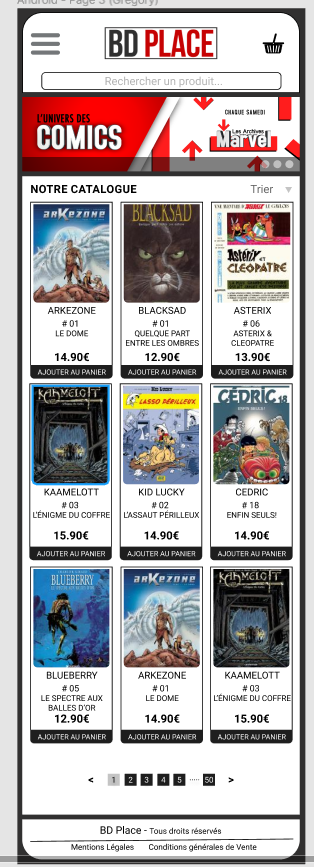 Android - Page 3 (Gregory)
BD PLACE
Rechercher un produit...
L'UNIVERS DES
COMICS
CHAQUE SAMEDI
Les Archives
Marvel
NOTRE CATALOGUE
Trier
ARKEZONE
BLACKSAD
ASTERIX
Astérix
ET
CLEOPATRE
ARKEZONE
# 01
LE DOME
14.90€
AJOUTER AU PANIER
BLACKSAD
# 01
QUELQUE PART
ENTRE LES OMBRES
12.90€
AJOUTER AU PANIER
ASTERIX
# 06
ASTERIX &
CLEOPATRE
13.90€
AJOUTER AU PANIER
KAAMELOTT
LUCKY LUKE
LASSO PÉRILLEUX
CÉDRIC 18
ENFIN SEULS!
KAAMELOTT
# 03
L'ÉNIGME DU COFFRE
15.90€
AJOUTER AU PANIER
KID LUCKY
# 02
L'ASSAUT PÉRILLEUX
14.90€
AJOUTER AU PANIER
CEDRIC
# 18
ENFIN SEULS!
14.90€
AJOUTER AU PANIER
BLUEBERRY
ARKEZONE
KAAMELOTT
BLUEBERRY
# 05
LE SPECTRE AUX
BALLES D'OR
12.90€
AJOUTER AU PANIER
ARKEZONE
# 01
LE DOME
14.90€
AJOUTER AU PANIER
KAAMELOTT
# 03
L'ÉNIGME DU COFFRE
15.90€
AJOUTER AU PANIER
< 1 2 3 4 5 ..... 50 >
BD Place - Tous droits réservés
Mentions Légales Conditions générales de Vente